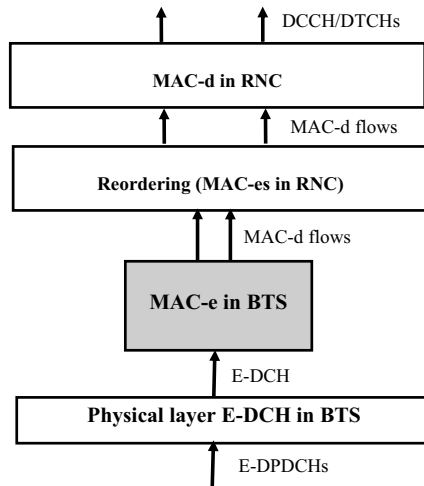 DCCH/DTCHs
MAC-d in RNC
MAC-d flows
Reordering (MAC-es in RNC)
MAC-d flows
MAC-e in BTS
E-DCH
Physical layer E-DCH in BTS
E-DPDCHs